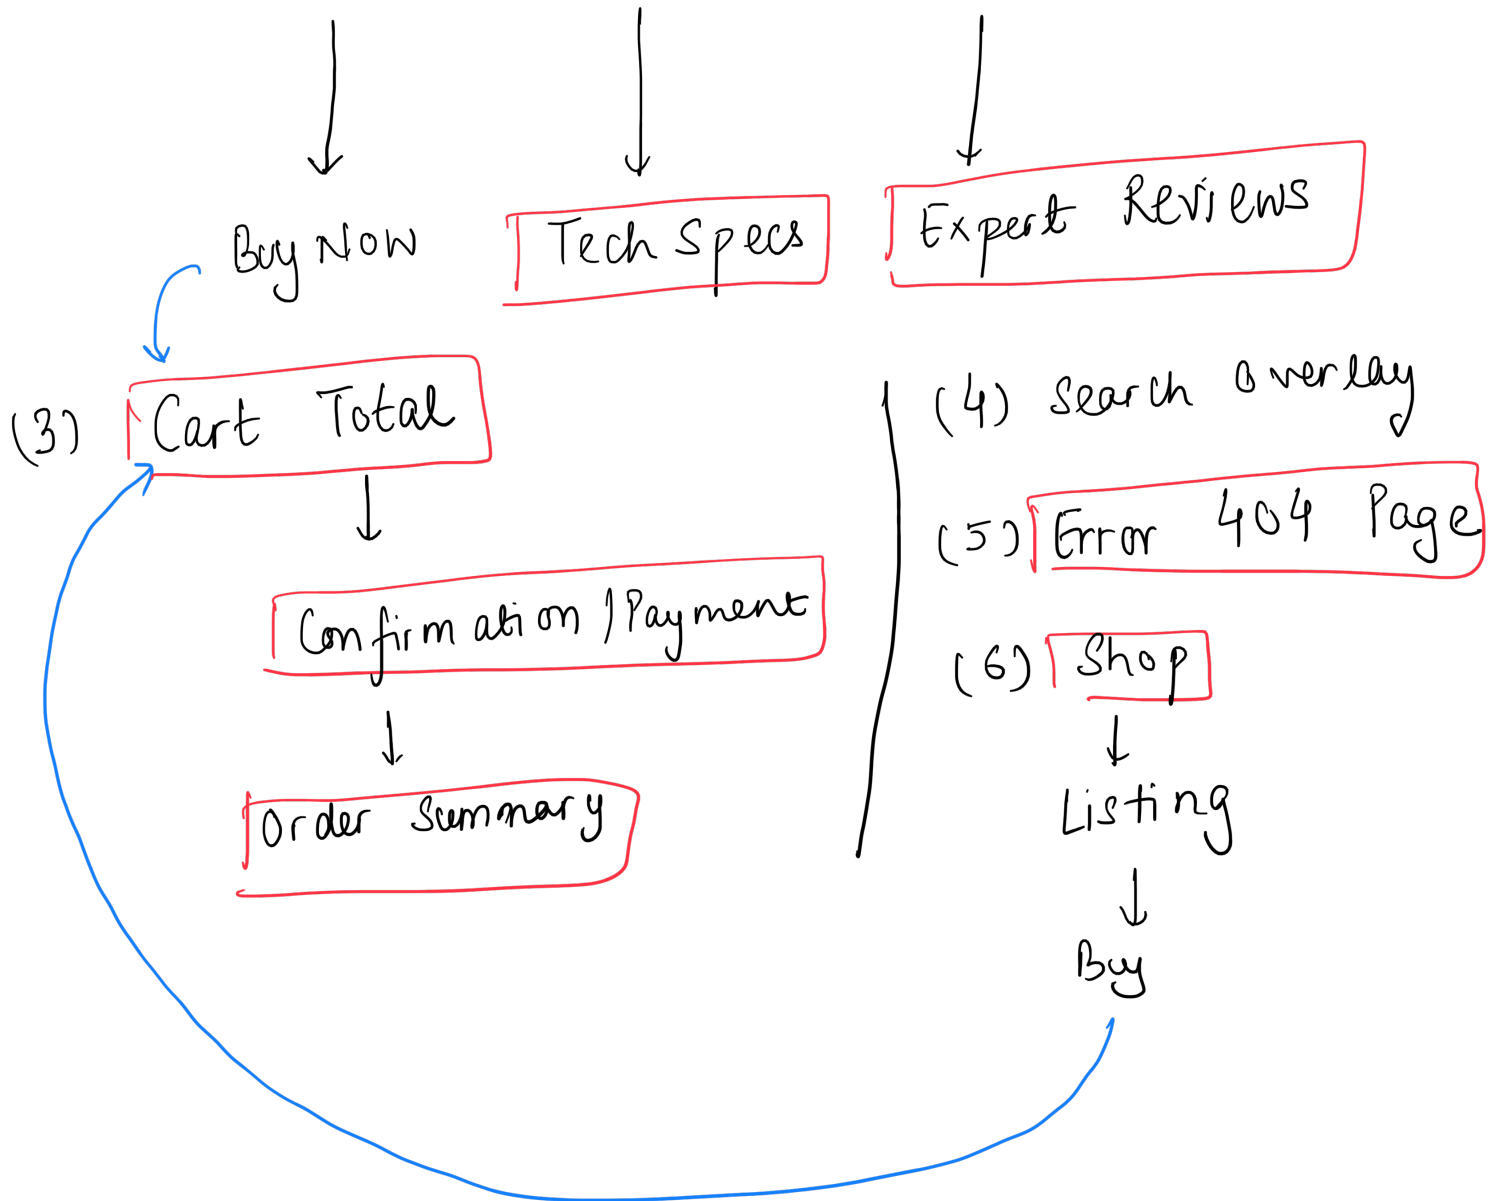 Buy Now
Tech Specs
Expert Reviews
(3) Cart Total
Confirmation / Payment
Order Summary
(4) Search Overlay
(5) Error 404 Page
(6) Shop
Listing
Buy